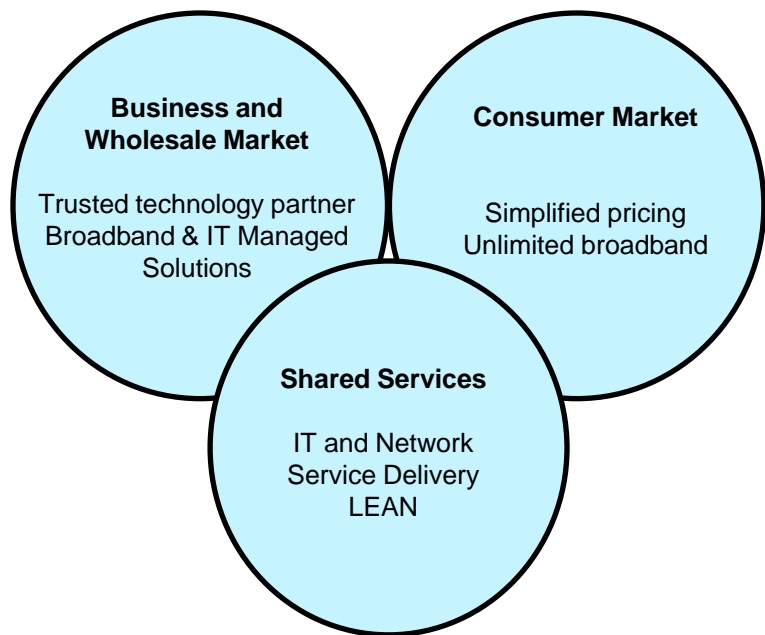 Business and
Wholesale Market
Trusted technology partner
Broadband & IT Managed
Solutions
Consumer Market
Simplified pricing
Unlimited broadband
Shared Services
IT and Network
Service Delivery
LEAN